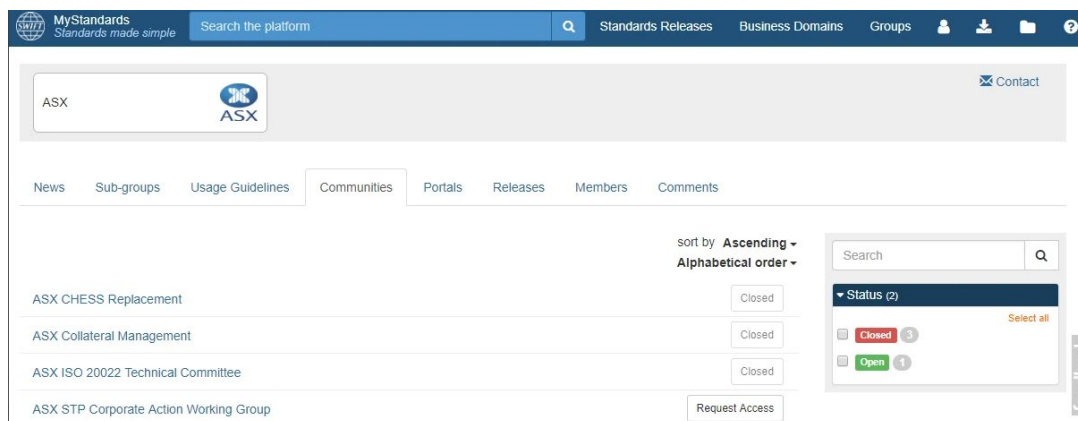 SWIFT
MyStandards
Standards made simple
Search the platform
Standards Releases
Business Domains
Groups
ASX
ASX
Contact
News
Sub-groups
Usage Guidelines
Communities
Portals
Releases
Members
Comments
sort by Ascending
Alphabetical order
Search
ASX CHESS Replacement
Closed
Status (2)
Select all
ASX Collateral Management
Closed
Closed 3
Open 1
ASX ISO 20022 Technical Committee
Closed
ASX STP Corporate Action Working Group
Request Access